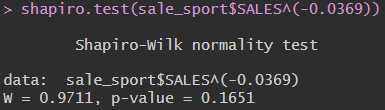 > shapiro.test(sale_sport$SALES^(-0.0369))
Shapiro-Wilk normality test
data:  sale_sport$SALES^(-0.0369)
W = 0.9711, p-value = 0.1651